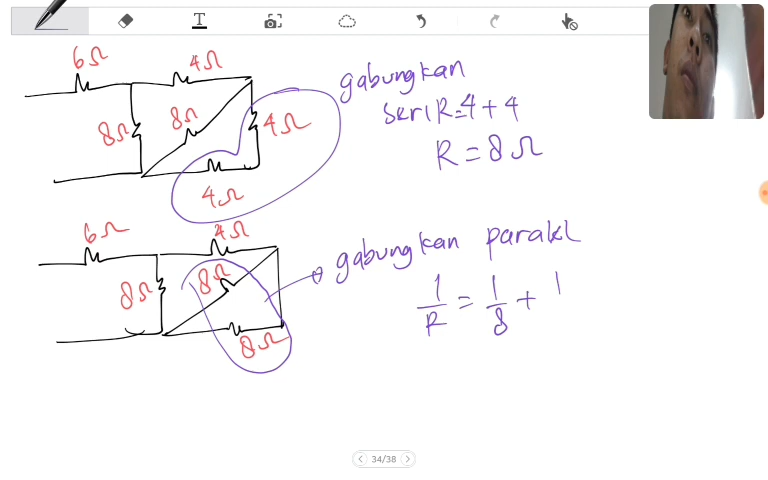 6Ω
4Ω
8Ω
8Ω
4Ω
4Ω
gabungkan
seri R=4+4
R=8Ω
6Ω
4Ω
8Ω
8Ω
8Ω
gabungkan paralel
1/R = 1/8 + 1
34/38